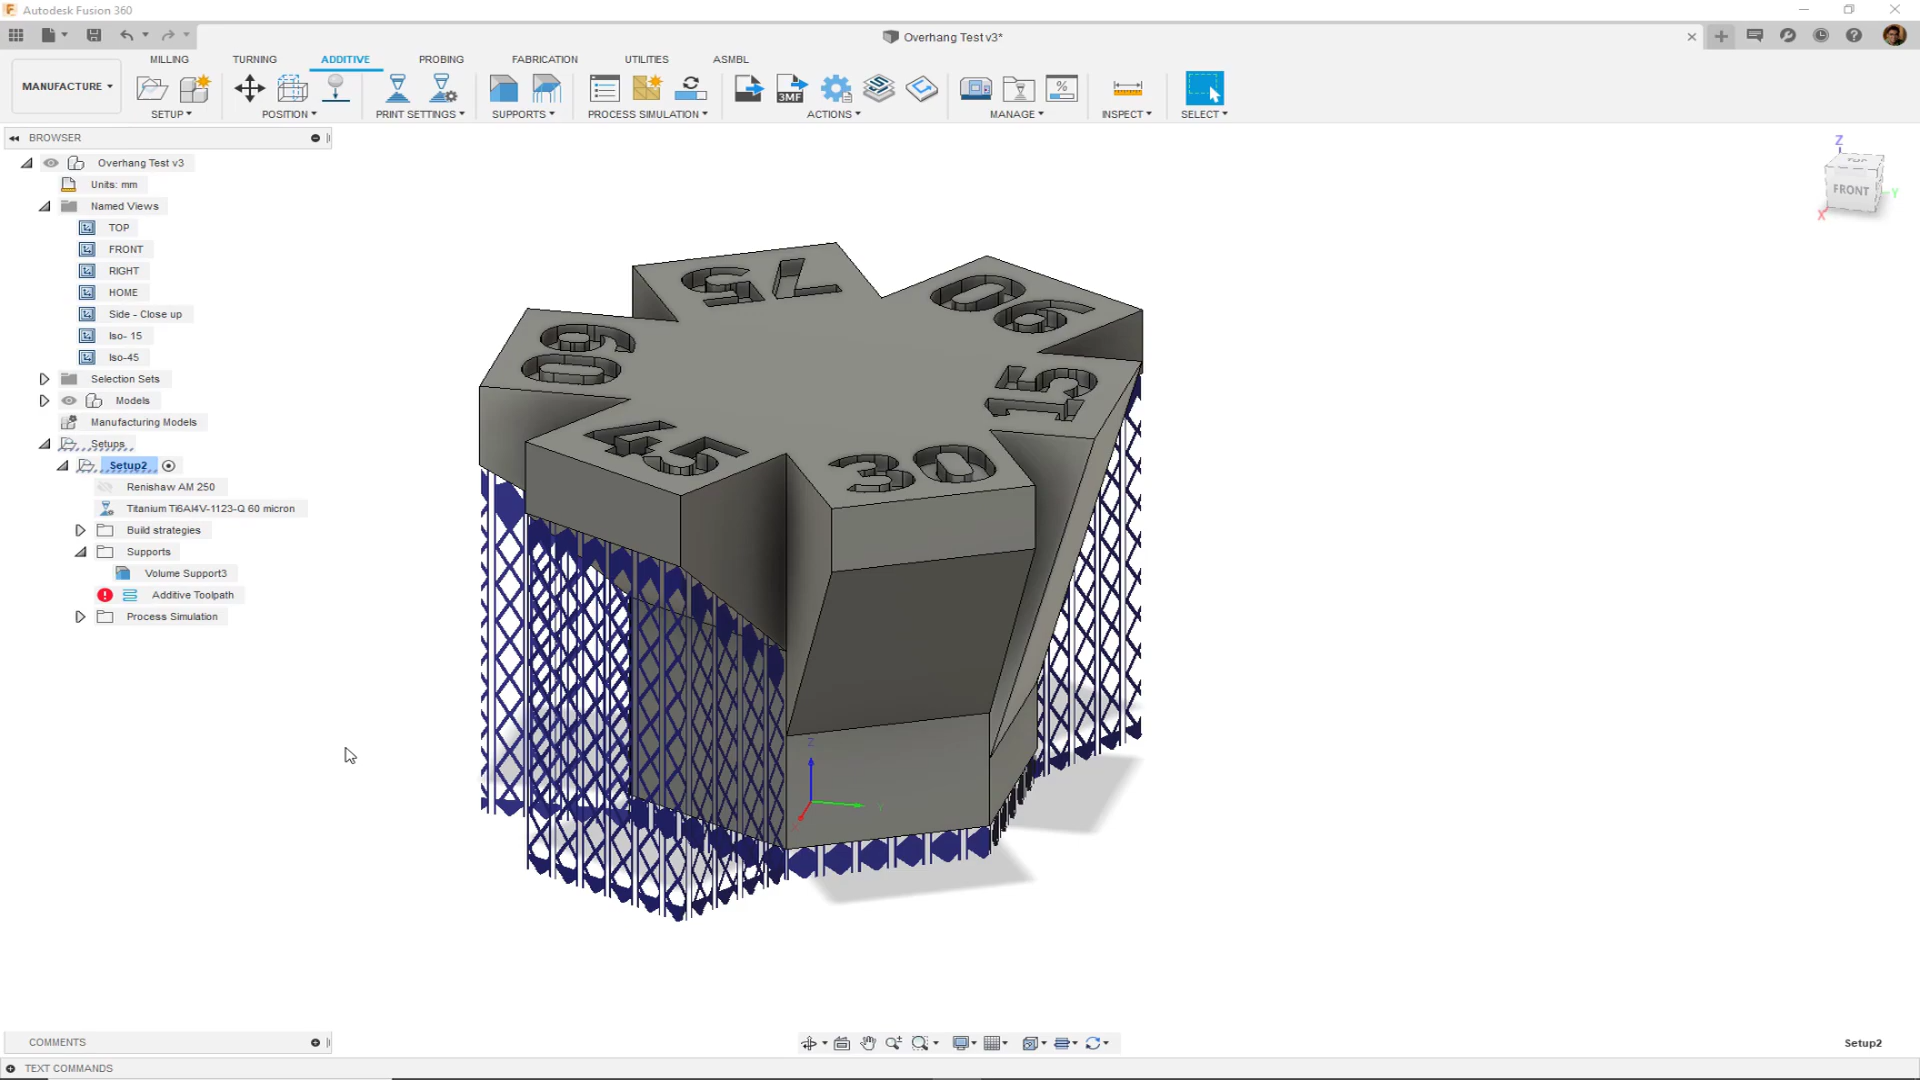 Autodesk Fusion 360
Overhang Test v3*
MILLING TURNING ADDITIVE PROBING FABRICATION UTILITIES ASMBL
MANUFACTURE
3MF
%
SETUP POSITION PRINT SETTINGS SUPPORTS PROCESS SIMULATION ACTIONS MANAGE INSPECT SELECT
BROWSER
Overhang Test v3
Units: mm
Named Views
TOP
FRONT
RIGHT
HOME
Side - Close up
Iso- 15
Iso-45
Selection Sets
Models
Manufacturing Models
Setups
Setup2
Renishaw AM 250
Titanium Ti6Al4V-1123-Q 60 micron
Build strategies
Supports
Volume Support3
Additive Toolpath
Process Simulation
Z
TOP
FRONT
Y
X
75
90
60
15
45
30
Z
Y
COMMENTS
Setup2
TEXT COMMANDS